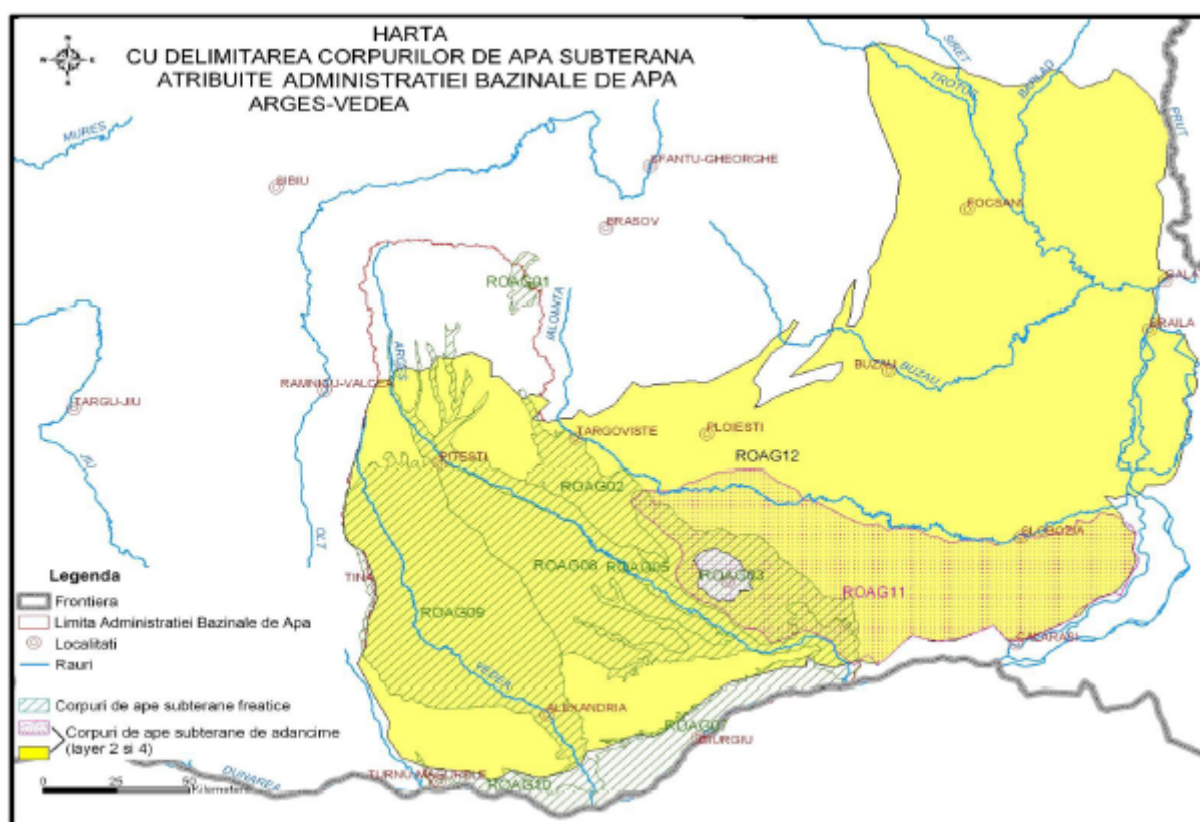 HARTA
CU DELIMITAREA CORPURILOR DE APA SUBTERANA
ATRIBUITE ADMINISTRATIEI BAZINALE DE APA
ARGES-VEDEA
N
W
E
S
SIRET
TROTUS
BARLAD
PRUT
MURES
SIBIU
SFANTU-GHEORGHE
FOCSANI
BRASOV
ROAG01
IALOMITA
GALA
BRAILA
ARGES
BUZAU
BUZAU
RAMNICU-VALCEA
TARGU-JIU
TARGOVISTE
PLOIESTI
ROAG12
PITESTI
JIU
ROAG02
OLT
SLOBOZIA
ROAG08
ROAG05
ROAG03
ROAG11
TINA
ROAG09
CALARASI
VEDEA
ALEXANDRIA
ROAG07
GIURGIU
DUNAREA
TURNU MAGURELE
ROAG10
Legenda
Frontiera
Limita Administratiei Bazinale de Apa
Localitati
Rauri
Corpuri de ape subterane freatice
Corpuri de ape subterane de adancime
(layer 2 si 4)
0 25 50
Kilometers